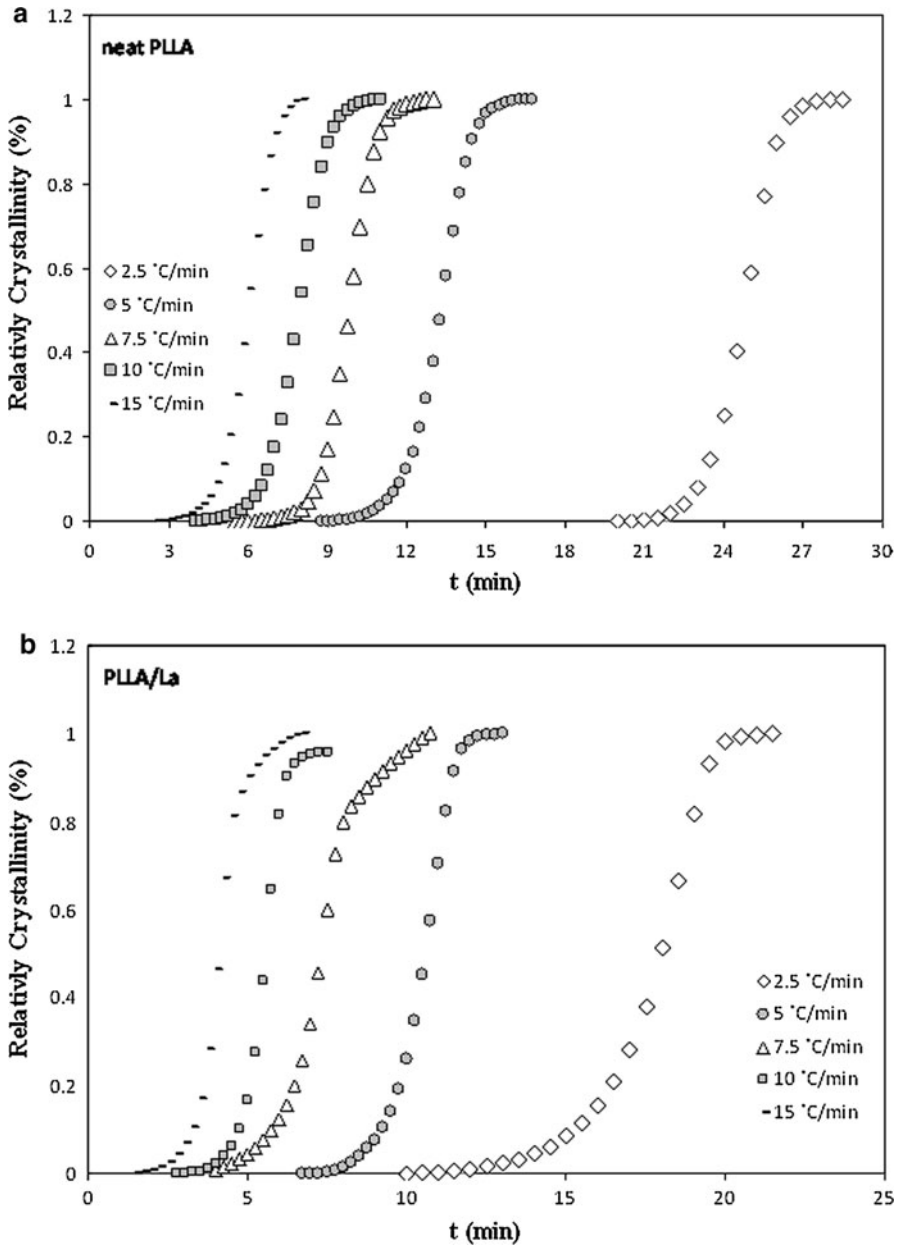 a
1.2
neat PLLA
1
0.8
0.6
0.4
0.2
0
Relativly Crystallinity (%)
2.5 °C/min
5 °C/min
7.5 °C/min
10 °C/min
15 °C/min
0 3 6 9 12 15 18 21 24 27 30
t (min)
b
1.2
PLLA/La
1
0.8
0.6
0.4
0.2
0
Relativly Crystallinity (%)
2.5 °C/min
5 °C/min
7.5 °C/min
10 °C/min
15 °C/min
0 5 10 15 20 25
t (min)